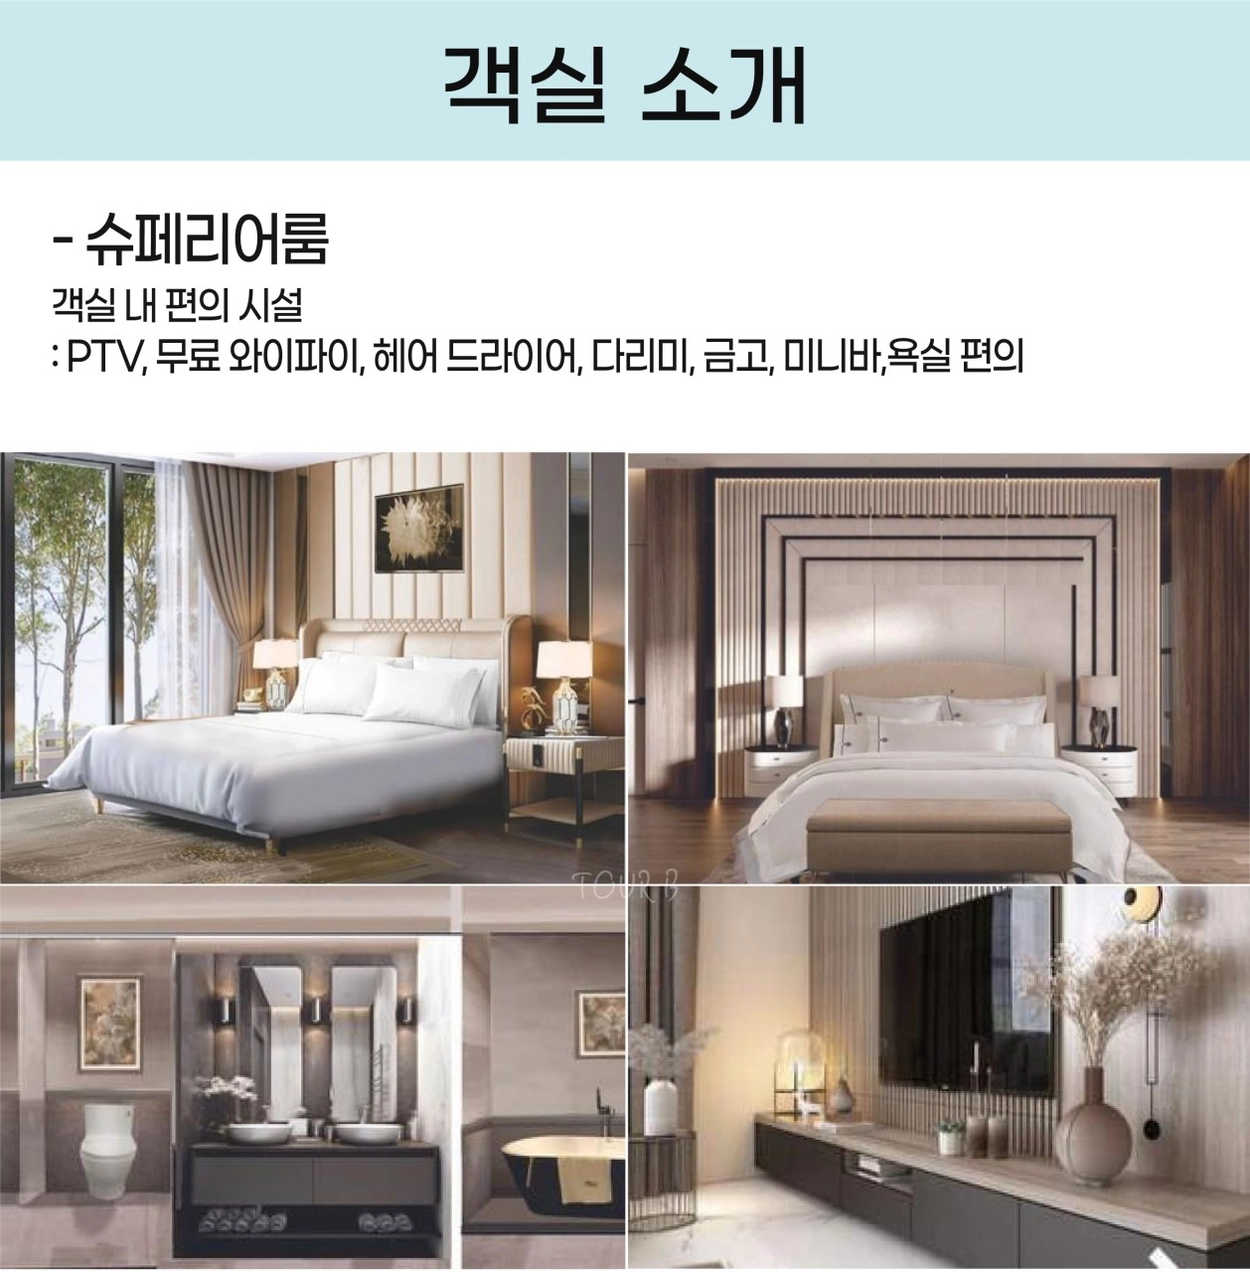 객실 소개
- 슈페리어룸
객실 내 편의 시설
: PTV, 무료 와이파이, 헤어 드라이어, 다리미, 금고, 미니바,욕실 편의
TOUR B